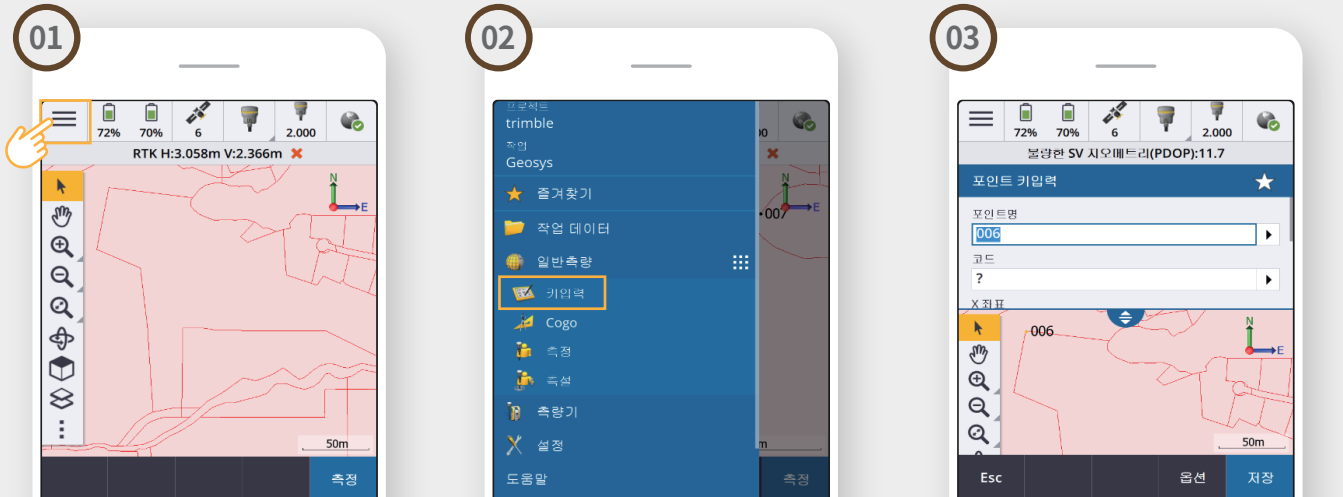 01
72%
70%
6
2.000
RTK H:3.058m V:2.366m
N
E
50m
측정
02
프로젝트
trimble
작업
Geosys
즐겨찾기
작업 데이터
일반측량
키입력
Cogo
측정
측설
측량기
설정
도움말
007
N
E
측정
03
72%
70%
6
2.000
불량한 SV 지오메트리(PDOP):11.7
포인트 키입력
포인트명
006
코드
?
X 좌표
006
N
E
50m
Esc
옵션
저장